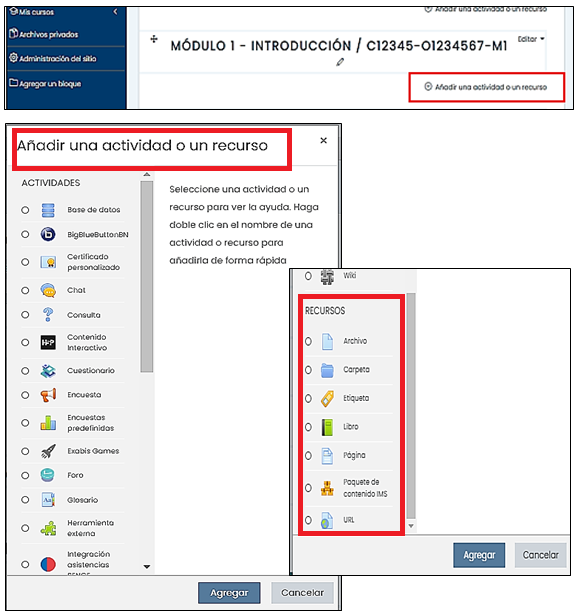 Mis cursos
Añadir una actividad o un recurso
Archivos privados
Editar
MÓDULO 1 - INTRODUCCIÓN / C12345-O1234567-M1
Administración del sitio
Agregar un bloque
Añadir una actividad o un recurso
Añadir una actividad o un recurso
×
ACTIVIDADES
Base de datos
BigBlueButtonBN
Certificado
personalizado
Chat
Consulta
H-P
Contenido
Interactivo
Cuestionario
Encuesta
Encuestas
predefinidas
Exabis Games
Foro
Glosario
Herramienta
externa
Integración
asistencias
Seleccione una actividad o un
recurso para ver la ayuda. Haga
doble clic en el nombre de una
actividad o recurso para
añadirla de forma rápida
Agregar
Cancelar
Wiki
RECURSOS
Archivo
Carpeta
Etiqueta
Libro
Página
Paquete de
contenido IMS
URL
Agregar
Cancelar